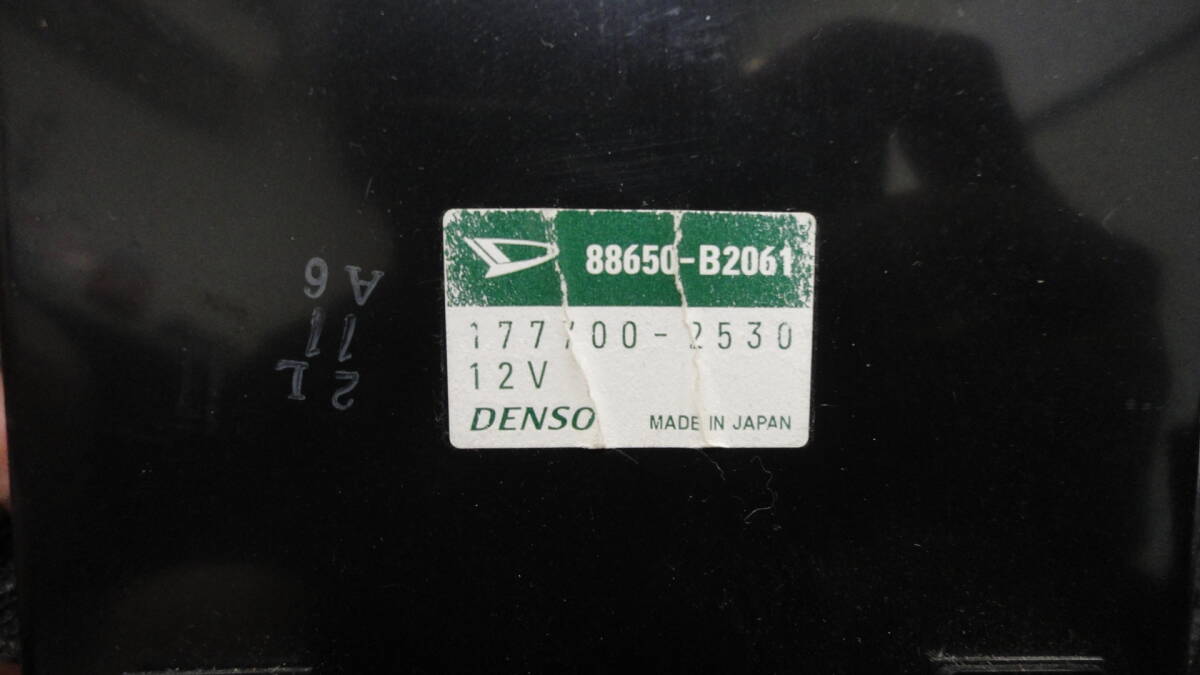 88650-B2061
177700-2530
12V
DENSO MADE IN JAPAN